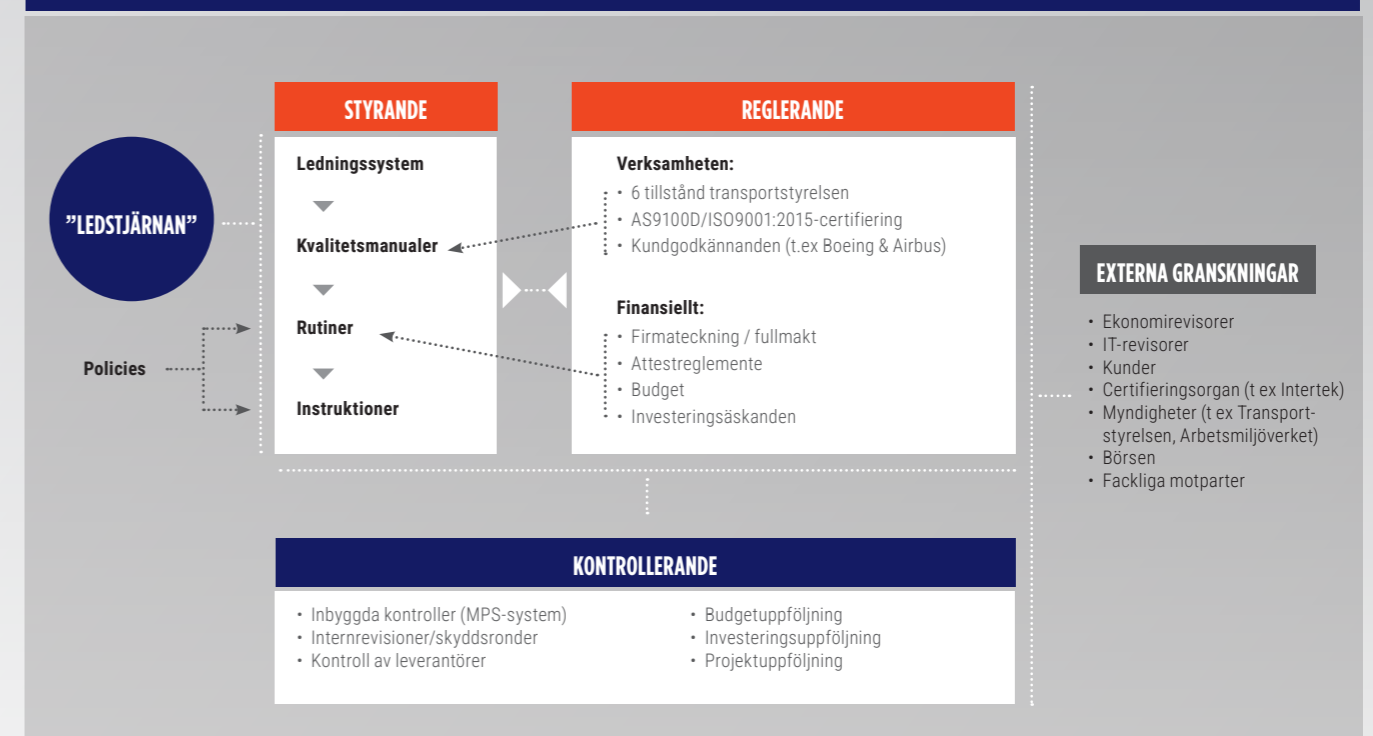 ”LEDSTJÄRNAN”
Policies
STYRANDE
Ledningssystem
Kvalitetsmanualer
Rutiner
Instruktioner
REGLERANDE
Verksamheten:
• 6 tillstånd transportstyrelsen
• AS9100D/ISO9001:2015-certifiering
• Kundgodkännanden (t.ex Boeing & Airbus)
Finansiellt:
• Firmateckning / fullmakt
• Attestreglemente
• Budget
• Investeringsäskanden
EXTERNA GRANSKNINGAR
• Ekonomirevisorer
• IT-revisorer
• Kunder
• Certifieringsorgan (t ex Intertek)
• Myndigheter (t ex Transport-
styrelsen, Arbetsmiljöverket)
• Börsen
• Fackliga motparter
KONTROLLERANDE
• Inbyggda kontroller (MPS-system)
• Internrevisioner/skyddsronder
• Kontroll av leverantörer
• Budgetuppföljning
• Investeringsuppföljning
• Projektuppföljning